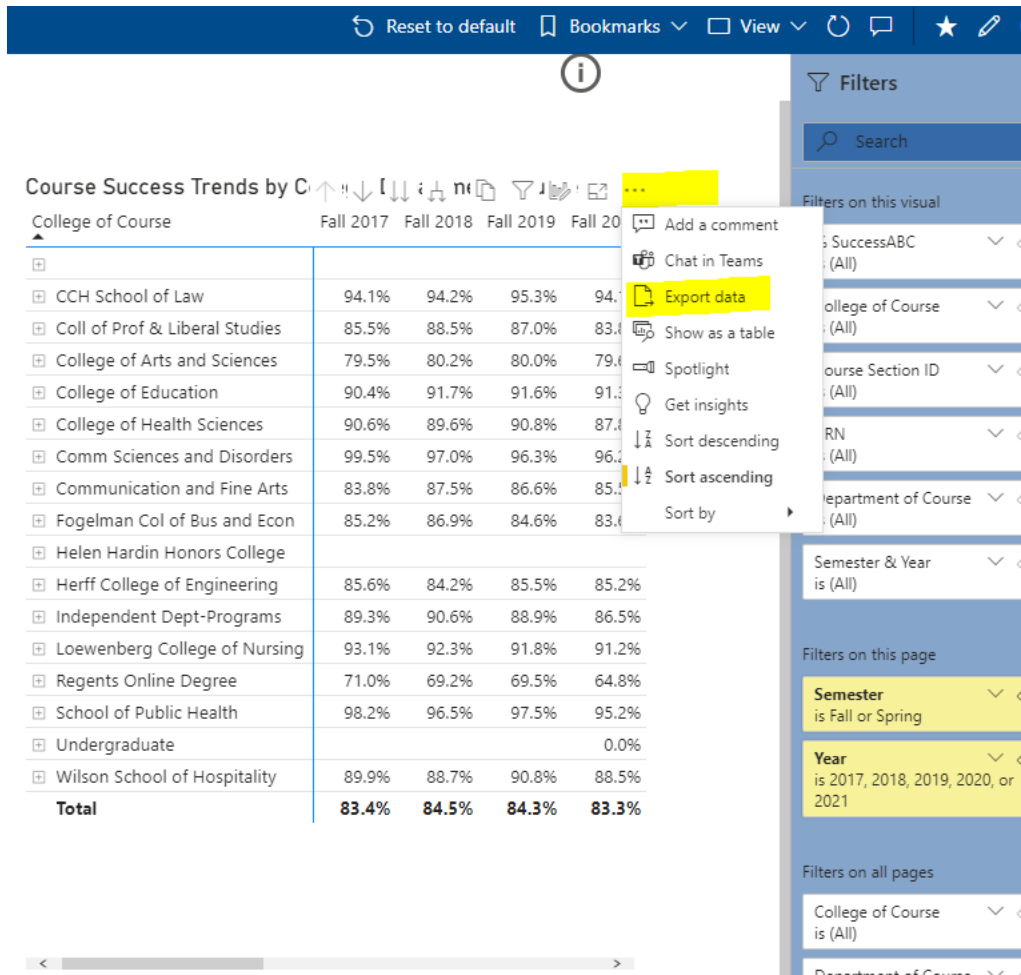 Reset to default Bookmarks View
i
Filters
Search
Course Success Trends by C
College of Course Fall 2017 Fall 2018 Fall 2019 Fall 20
CCH School of Law 94.1% 94.2% 95.3% 94.
Coll of Prof & Liberal Studies 85.5% 88.5% 87.0% 83.
College of Arts and Sciences 79.5% 80.2% 80.0% 79.
College of Education 90.4% 91.7% 91.6% 91.
College of Health Sciences 90.6% 89.6% 90.8% 87.
Comm Sciences and Disorders 99.5% 97.0% 96.3% 96.
Communication and Fine Arts 83.8% 87.5% 86.6% 85.
Fogelman Col of Bus and Econ 85.2% 86.9% 84.6% 83.
Helen Hardin Honors College
Herff College of Engineering 85.6% 84.2% 85.5% 85.2%
Independent Dept-Programs 89.3% 90.6% 88.9% 86.5%
Loewenberg College of Nursing 93.1% 92.3% 91.8% 91.2%
Regents Online Degree 71.0% 69.2% 69.5% 64.8%
School of Public Health 98.2% 96.5% 97.5% 95.2%
Undergraduate 0.0%
Wilson School of Hospitality 89.9% 88.7% 90.8% 88.5%
Total 83.4% 84.5% 84.3% 83.3%
Add a comment
Chat in Teams
Export data
Show as a table
Spotlight
Get insights
Sort descending
Sort ascending
Sort by
Filters on this visual
SuccessABC
(All)
ollege of Course
(All)
ourse Section ID
(All)
RN
(All)
epartment of Course
(All)
Semester & Year
is (All)
Filters on this page
Semester
is Fall or Spring
Year
is 2017, 2018, 2019, 2020, or
2021
Filters on all pages
College of Course
is (All)
Department of Course